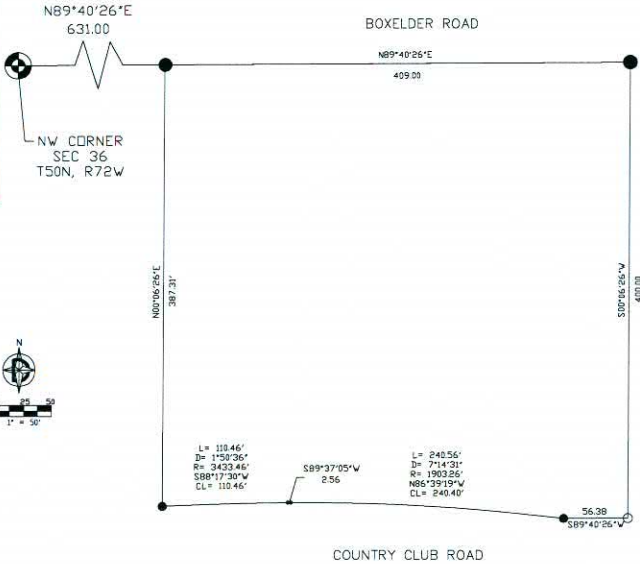 N89°40'26"E
631.00
BOXELDER ROAD
N89°40'26"E
409.00
NW CORNER
SEC 36
T50N, R72W
N00°06'26"E
387.31'
S00°06'26"W
400.00
N
D
25 50
1" = 50'
L= 110.46'
D= 1°50'36"
R= 3433.46'
S88°17'30"W
CL= 110.46'
S89°37'05"W
2.56
L= 240.56'
D= 7°14'31"
R= 1903.26'
N86°39'19"W
CL= 240.40'
56.38
S89°40'26"W
COUNTRY CLUB ROAD